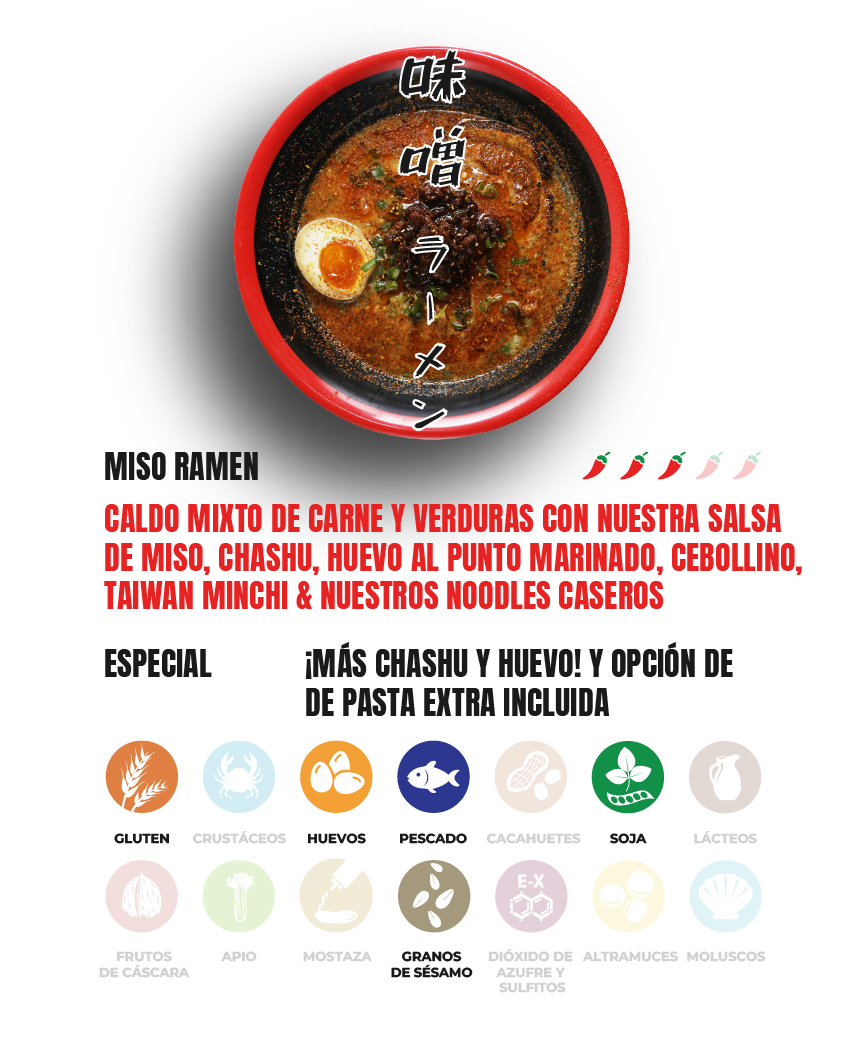 味噌ラーメン
MISO RAMEN
CALDO MIXTO DE CARNE Y VERDURAS CON NUESTRA SALSA
DE MISO, CHASHU, HUEVO AL PUNTO MARINADO, CEBOLLINO,
TAIWAN MINCHI & NUESTROS NOODLES CASEROS
ESPECIAL
¡MÁS CHASHU Y HUEVO! Y OPCIÓN DE
DE PASTA EXTRA INCLUIDA
GLUTEN
CRUSTÁCEOS
HUEVOS
PESCADO
CACAHUETES
SOJA
LÁCTEOS
FRUTOS
DE CÁSCARA
APIO
MOSTAZA
GRANOS
DE SÉSAMO
E-X
DIÓXIDO DE
AZUFRE Y
SULFITOS
ALTRAMUCES
MOLUSCOS